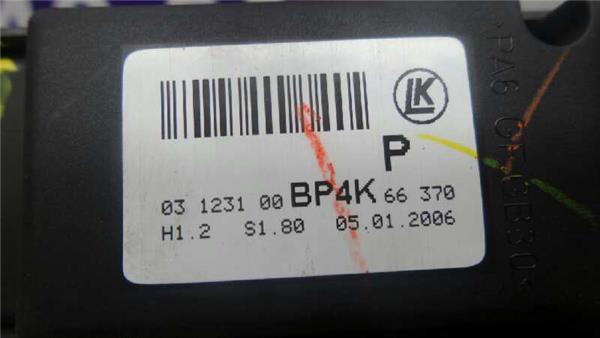 LK
P
03 1231 00 BP4K 66 370
H1.2 S1.80 05.01.2006